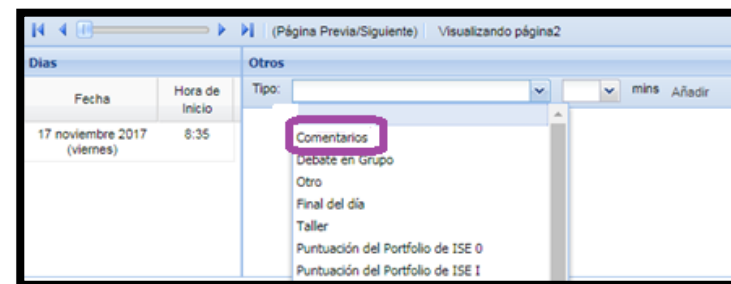 (Página Previa/Siguiente) Visualizando página2
Dias
Otros
Fecha
Hora de
Inicio
Tipo:
mins Añadir
17 noviembre 2017
(viernes)
8:35
Comentarios
Debate en Grupo
Otro
Final del día
Taller
Puntuación del Portfolio de ISE 0
Puntuación del Portfolio de ISE I